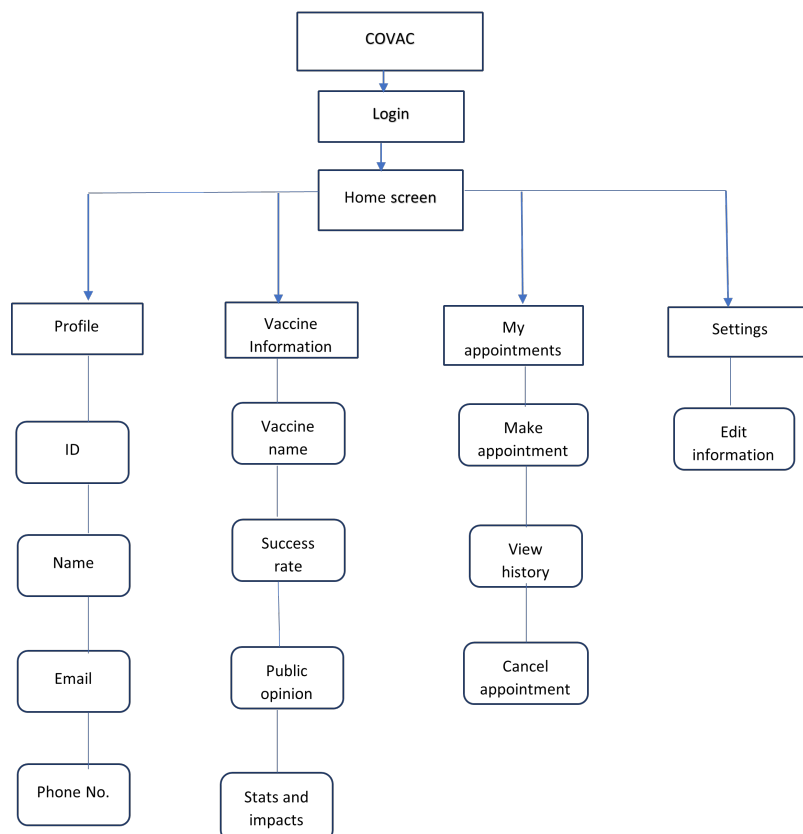 COVAC
Login
Home screen
Profile
Vaccine
Information
My
appointments
Settings
ID
Vaccine
name
Make
appointment
Edit
information
Name
Success
rate
View
history
Email
Public
opinion
Cancel
appointment
Phone No.
Stats and
impacts